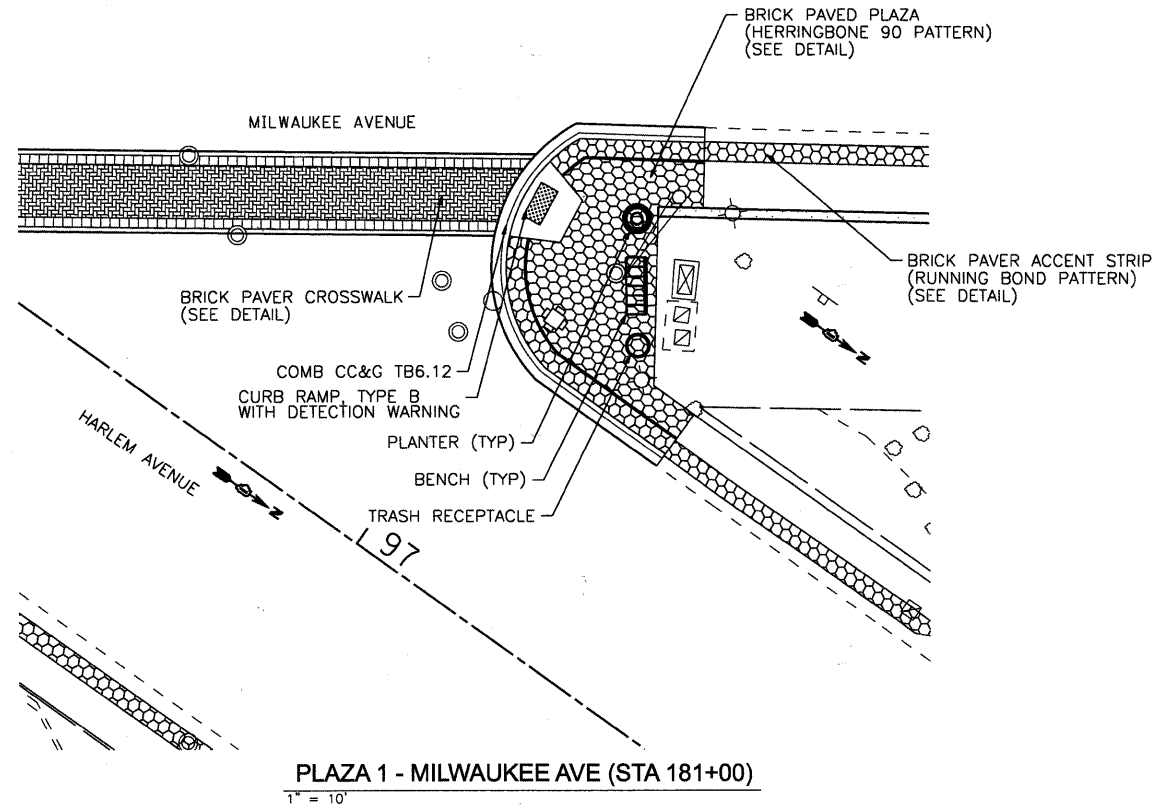 BRICK PAVED PLAZA
(HERRINGBONE 90 PATTERN)
(SEE DETAIL)
MILWAUKEE AVENUE
BRICK PAVER ACCENT STRIP
(RUNNING BOND PATTERN)
(SEE DETAIL)
BRICK PAVER CROSSWALK
(SEE DETAIL)
N
COMB CC&G TB6.12
CURB RAMP, TYPE B
WITH DETECTION WARNING
HARLEM AVENUE
PLANTER (TYP)
BENCH (TYP)
N
TRASH RECEPTACLE
97
PLAZA 1 - MILWAUKEE AVE (STA 181+00)
1" = 10'